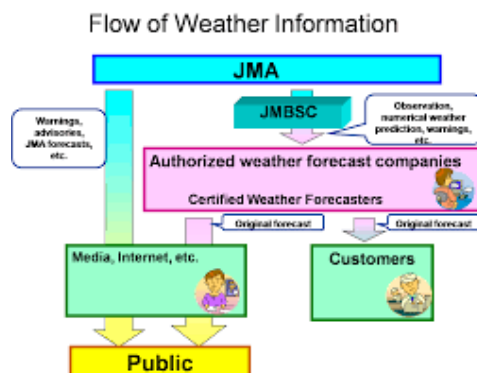 Flow of Weather Information
JMA
Warnings,
advisories,
JMA forecasts,
etc.
JMBSC
Observation,
numerical weather
prediction, warnings,
etc.
Authorized weather forecast companies
Certified Weather Forecasters
Original forecast
Original forecast
Media, Internet, etc.
Customers
Public